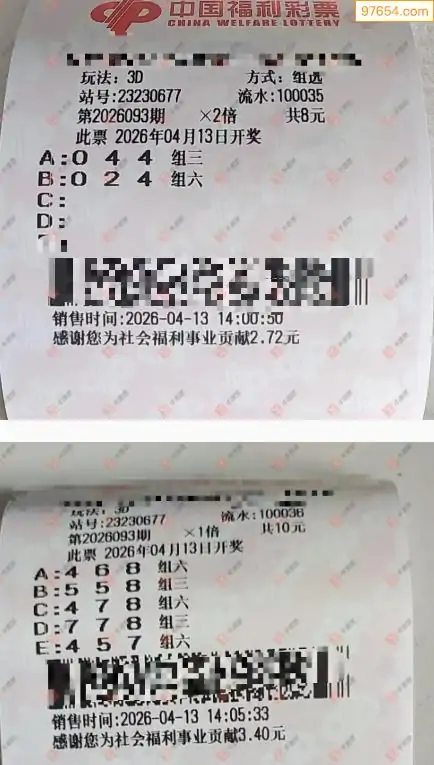 97654.com
中国福利彩票
CHINA WELFARE LOTTERY
玩法：3D 方式：组选
站号:23230677 流水:100035
第2026093期 ×2倍 共8元
此票 2026年04月13日开奖
A:0 4 4 组三
B:0 2 4 组六
C:
D:
销售时间:2026-04-13 14:00:50
感谢您为社会福利事业贡献2.72元
玩法：3D
站号:23230677 流水:100036
第2026093期 ×1倍 共10元
此票 2026年04月13日开奖
A:4 6 8 组六
B:5 5 8 组三
C:4 7 8 组六
D:7 7 8 组三
E:4 5 7 组六
销售时间:2026-04-13 14:05:33
感谢您为社会福利事业贡献3.40元